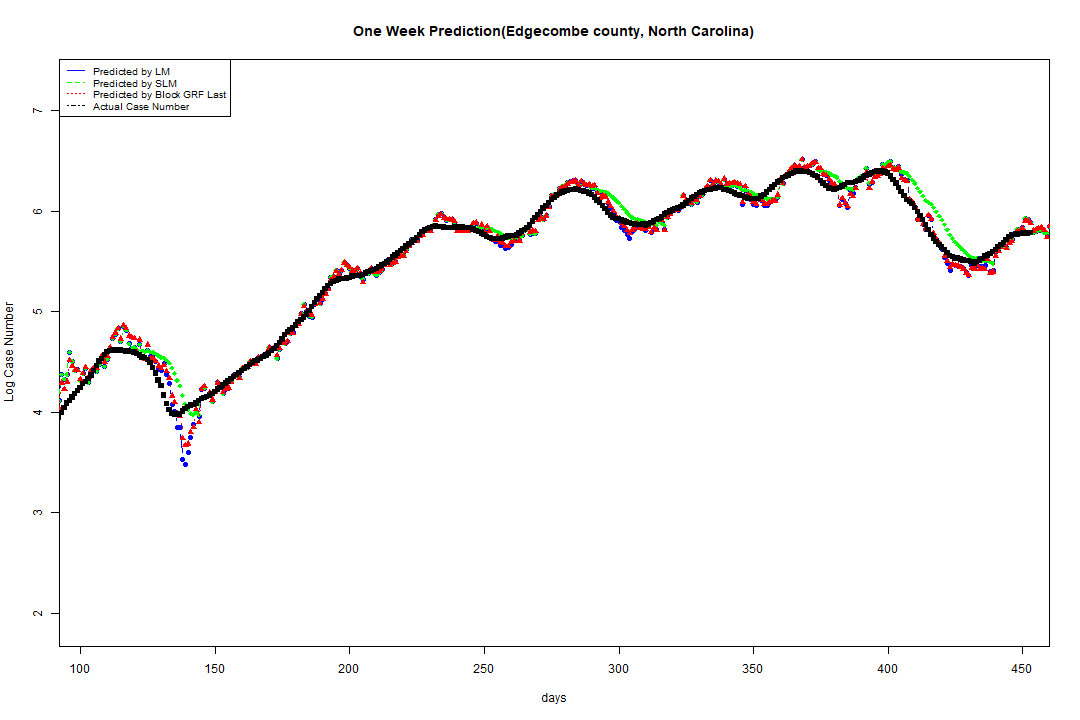 One Week Prediction(Edgecombe county, North Carolina)
Predicted by LM
Predicted by SLM
Predicted by Block GRF Last
Actual Case Number
Log Case Number
7
6
5
4
3
2
100 150 200 250 300 350 400 450
days